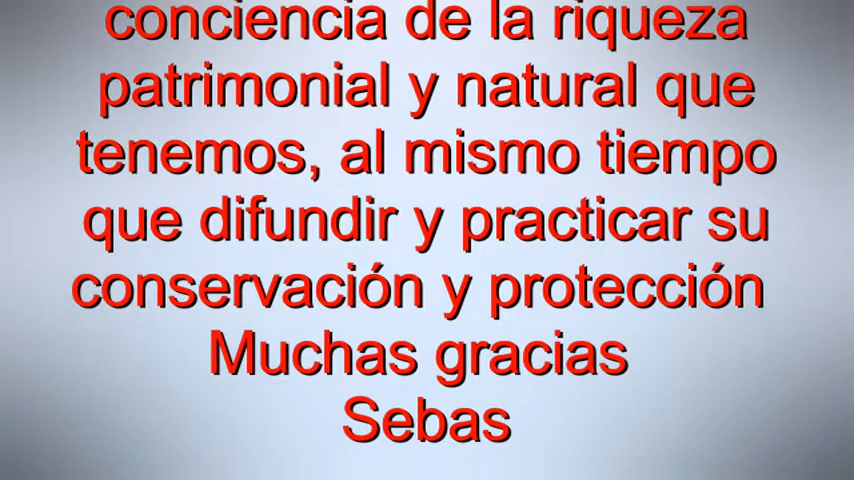 conciencia de la riqueza
patrimonial y natural que
tenemos, al mismo tiempo
que difundir y practicar su
conservación y protección
Muchas gracias
Sebas